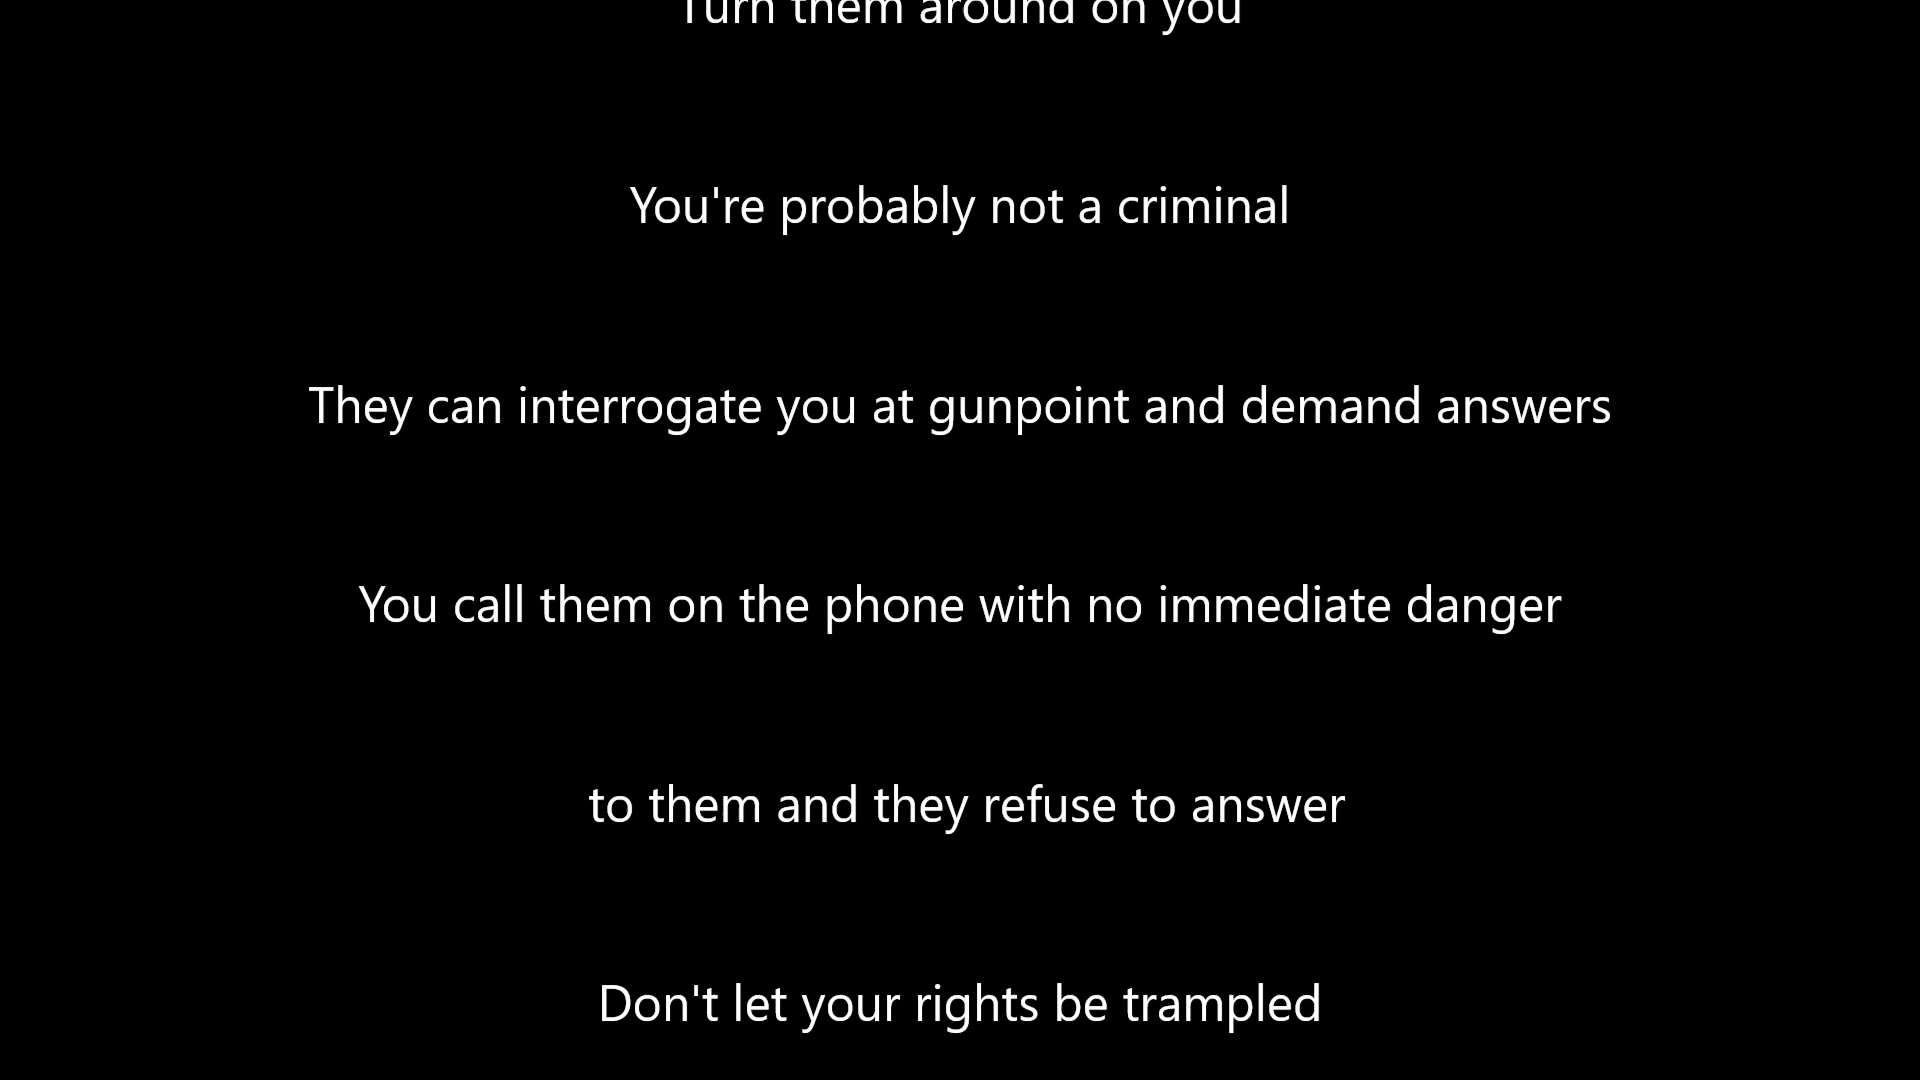 Turn them around on you
You're probably not a criminal
They can interrogate you at gunpoint and demand answers
You call them on the phone with no immediate danger
to them and they refuse to answer
Don't let your rights be trampled